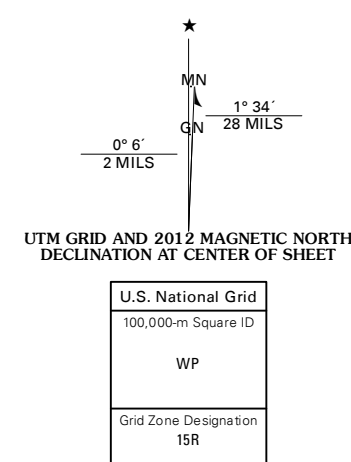 ★
MN
1° 34´
GN
28 MILS
0° 6´
2 MILS
UTM GRID AND 2012 MAGNETIC NORTH
DECLINATION AT CENTER OF SHEET
U.S. National Grid
100,000-m Square ID
WP
Grid Zone Designation
15R